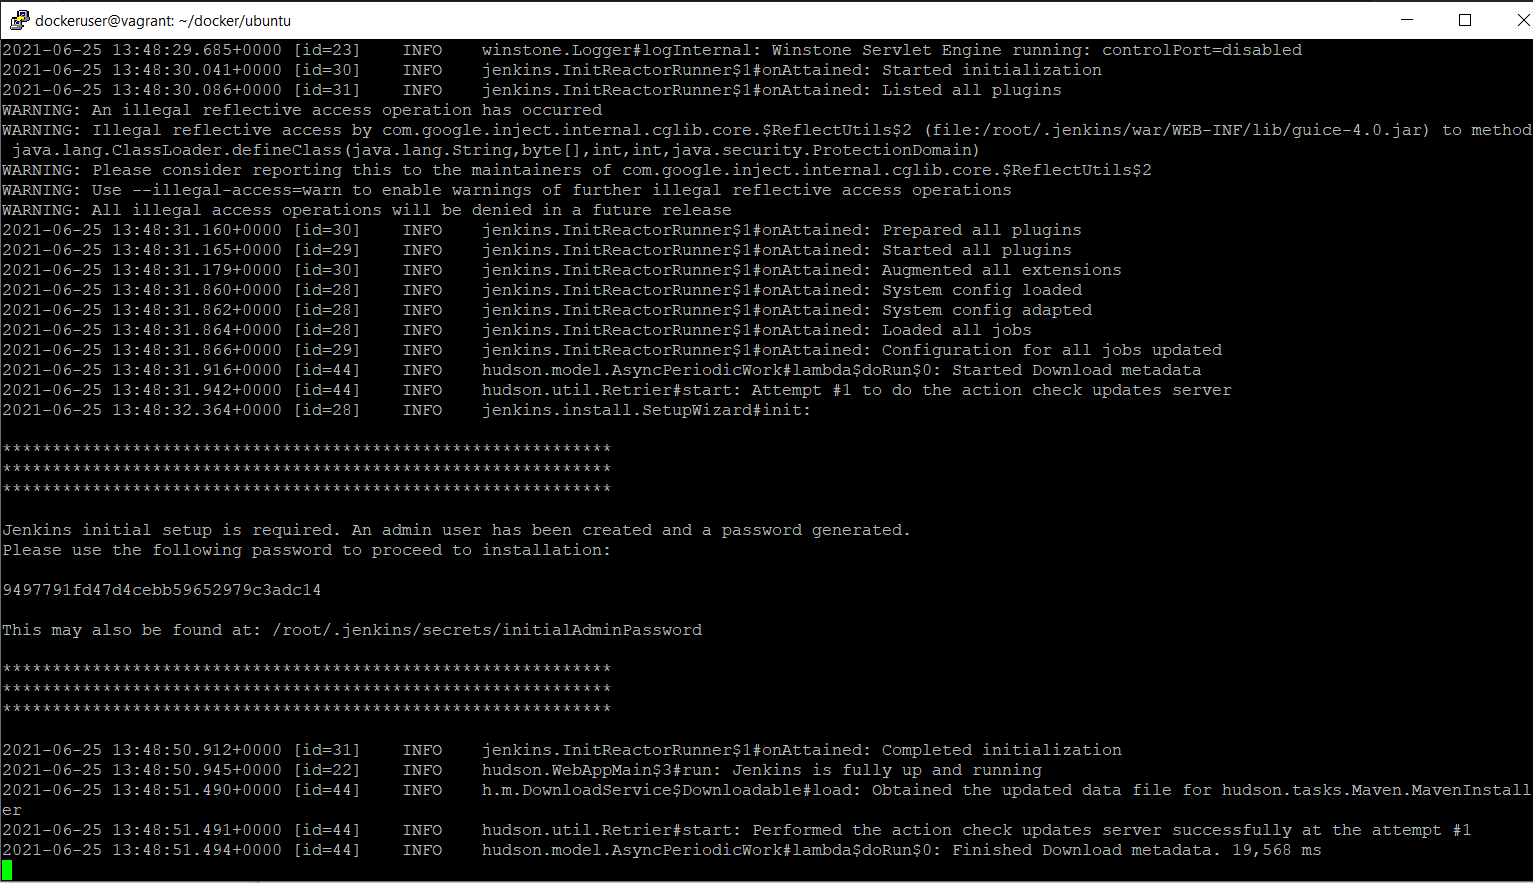 dockeruser@vagrant: ~/docker/ubuntu
2021-06-25 13:48:29.685+0000 [id=23]    INFO    winstone.Logger#logInternal: Winstone Servlet Engine running: controlPort=disabled
2021-06-25 13:48:30.041+0000 [id=30]    INFO    jenkins.InitReactorRunner$1#onAttained: Started initialization
2021-06-25 13:48:30.086+0000 [id=31]    INFO    jenkins.InitReactorRunner$1#onAttained: Listed all plugins
WARNING: An illegal reflective access operation has occurred
WARNING: Illegal reflective access by com.google.inject.internal.cglib.core.$ReflectUtils$2 (file:/root/.jenkins/war/WEB-INF/lib/guice-4.0.jar) to method
 java.lang.ClassLoader.defineClass(java.lang.String,byte[],int,int,java.security.ProtectionDomain)
WARNING: Please consider reporting this to the maintainers of com.google.inject.internal.cglib.core.$ReflectUtils$2
WARNING: Use --illegal-access=warn to enable warnings of further illegal reflective access operations
WARNING: All illegal access operations will be denied in a future release
2021-06-25 13:48:31.160+0000 [id=30]    INFO    jenkins.InitReactorRunner$1#onAttained: Prepared all plugins
2021-06-25 13:48:31.165+0000 [id=29]    INFO    jenkins.InitReactorRunner$1#onAttained: Started all plugins
2021-06-25 13:48:31.179+0000 [id=30]    INFO    jenkins.InitReactorRunner$1#onAttained: Augmented all extensions
2021-06-25 13:48:31.860+0000 [id=28]    INFO    jenkins.InitReactorRunner$1#onAttained: System config loaded
2021-06-25 13:48:31.862+0000 [id=28]    INFO    jenkins.InitReactorRunner$1#onAttained: System config adapted
2021-06-25 13:48:31.864+0000 [id=28]    INFO    jenkins.InitReactorRunner$1#onAttained: Loaded all jobs
2021-06-25 13:48:31.866+0000 [id=29]    INFO    jenkins.InitReactorRunner$1#onAttained: Configuration for all jobs updated
2021-06-25 13:48:31.916+0000 [id=44]    INFO    hudson.model.AsyncPeriodicWork#lambda$doRun$0: Started Download metadata
2021-06-25 13:48:31.942+0000 [id=44]    INFO    hudson.util.Retrier#start: Attempt #1 to do the action check updates server
2021-06-25 13:48:32.364+0000 [id=28]    INFO    jenkins.install.SetupWizard#init:
*************************************************************
*************************************************************
*************************************************************
Jenkins initial setup is required. An admin user has been created and a password generated.
Please use the following password to proceed to installation:
9497791fd47d4cebb59652979c3adc14
This may also be found at: /root/.jenkins/secrets/initialAdminPassword
*************************************************************
*************************************************************
*************************************************************
2021-06-25 13:48:50.912+0000 [id=31]    INFO    jenkins.InitReactorRunner$1#onAttained: Completed initialization
2021-06-25 13:48:50.945+0000 [id=22]    INFO    hudson.WebAppMain$3#run: Jenkins is fully up and running
2021-06-25 13:48:51.490+0000 [id=44]    INFO    h.m.DownloadService$Downloadable#load: Obtained the updated data file for hudson.tasks.Maven.MavenInstall
er
2021-06-25 13:48:51.491+0000 [id=44]    INFO    hudson.util.Retrier#start: Performed the action check updates server successfully at the attempt #1
2021-06-25 13:48:51.494+0000 [id=44]    INFO    hudson.model.AsyncPeriodicWork#lambda$doRun$0: Finished Download metadata. 19,568 ms